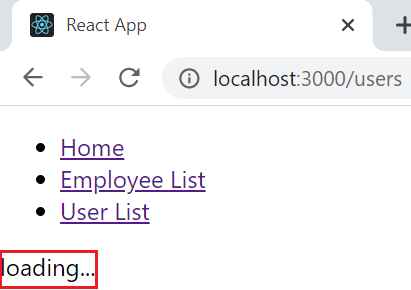 React App
localhost:3000/users
Home
Employee List
User List
loading...